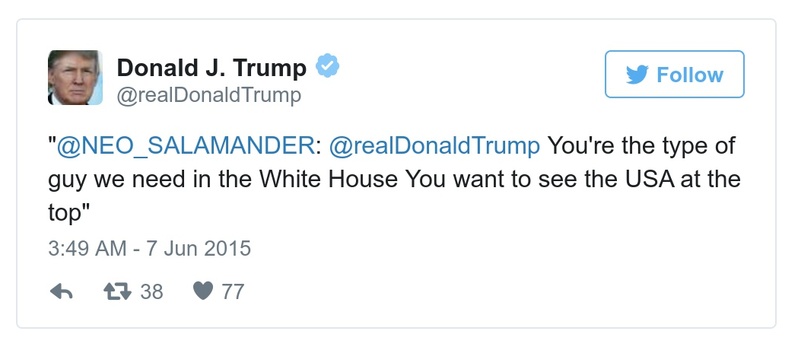 Donald J. Trump
@realDonaldTrump
Follow
"@NEO_SALAMANDER: @realDonaldTrump You're the type of
guy we need in the White House You want to see the USA at the
top"
3:49 AM - 7 Jun 2015
38 77